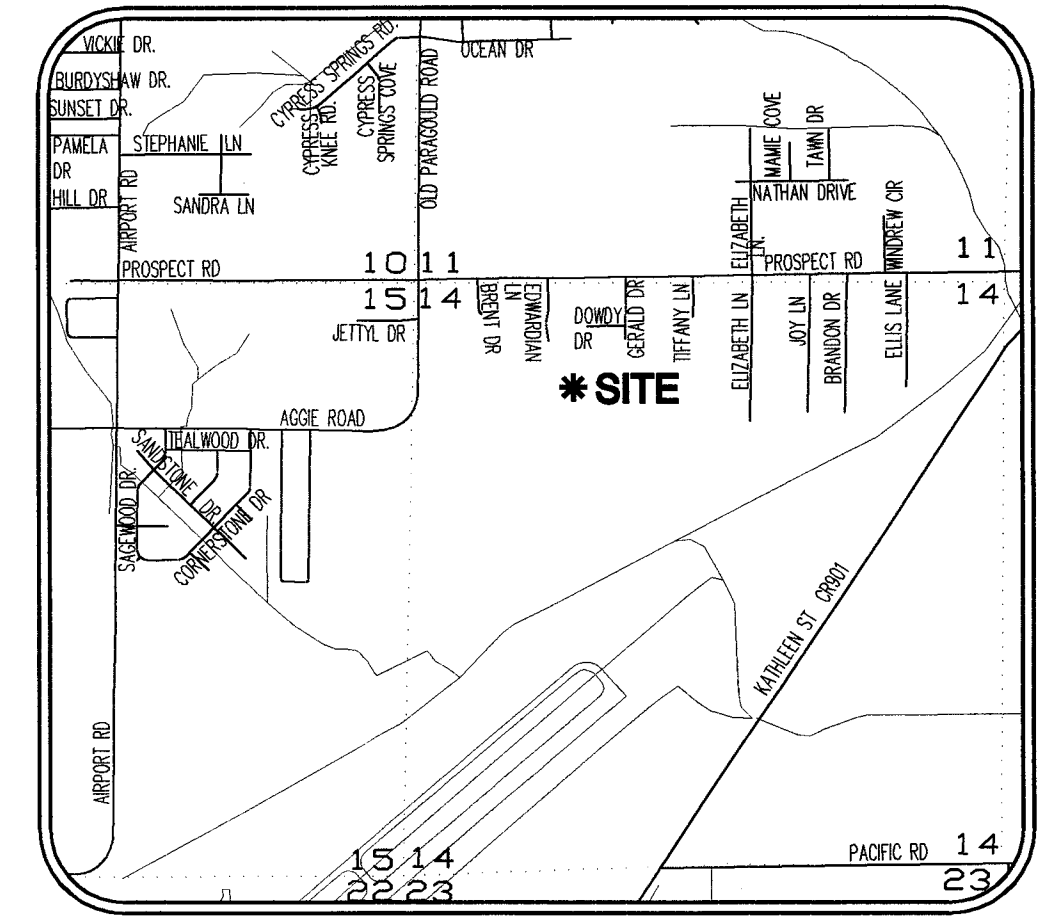 VICKIE DR.
BURDYSHAW DR.
SUNSET DR.
PAMELA
DR
HILL DR
STEPHANIE LN
SANDRA LN
AIRPORT RD
CYPRESS SPRINGS RD.
CYPRESS
KNEE RD.
CYPRESS
SPRINGS COVE
OLD PARAGOULD ROAD
OCEAN DR
MAMIE COVE
TAWN DR
NATHAN DRIVE
ELIZABETH
LN.
WINDREW CIR
PROSPECT RD
10 11
PROSPECT RD
11
15 14
14
JETTYL DR
BRENT DR
EDWARDIAN
LN
DOWDY
DR
GERALD DR
TIFFANY LN
ELIZABETH LN
JOY LN
BRANDON DR
ELLIS LANE
* SITE
AGGIE ROAD
TEALWOOD DR.
SANDSTONE DR
SAGEWOOD DR.
CORNERSTONE DR
KATHLEEN ST CR901
AIRPORT RD
15 14
22 23
PACIFIC RD
14
23